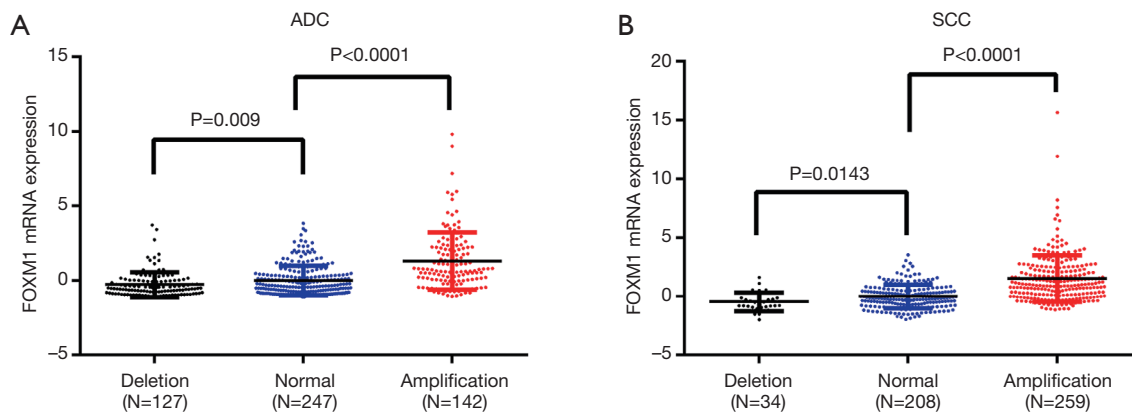 A
ADC
FOXM1 mRNA expression
15
10
5
0
−5
P=0.009
P<0.0001
Deletion
(N=127)
Normal
(N=247)
Amplification
(N=142)
B
SCC
FOXM1 mRNA expression
20
15
10
5
0
−5
P=0.0143
P<0.0001
Deletion
(N=34)
Normal
(N=208)
Amplification
(N=259)